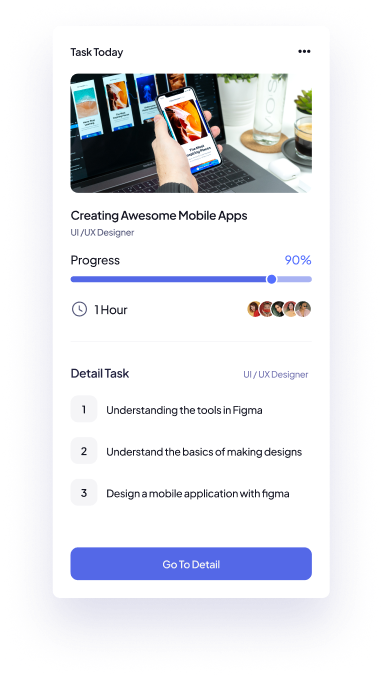 Task Today
Creating Awesome Mobile Apps
UI /UX Designer
Progress
90%
1 Hour
Detail Task
UI / UX Designer
1
Understanding the tools in Figma
2
Understand the basics of making designs
3
Design a mobile application with figma
Go To Detail